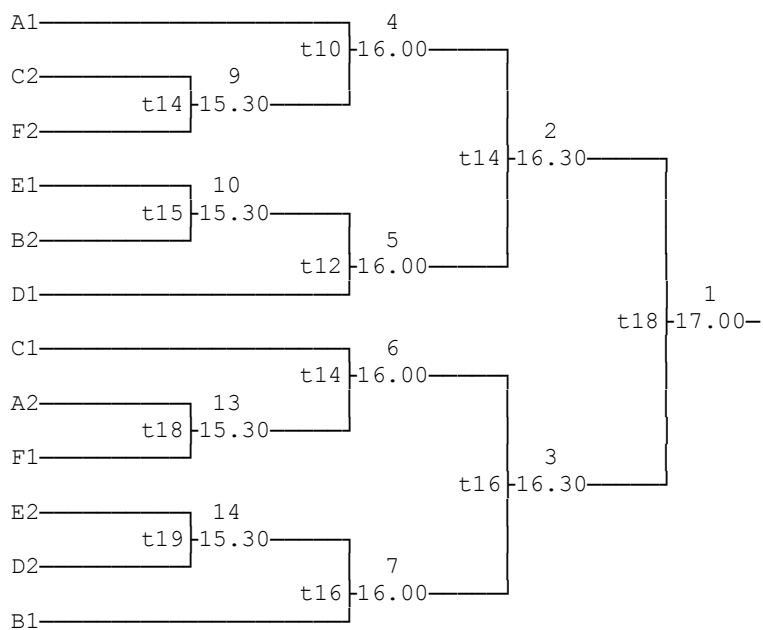 A1 4
t10 16.00
C2 9
t14 15.30
F2 2
t14 16.30
E1 10
t15 15.30
B2 5
t12 16.00
D1 1
t18 17.00
C1 6
t14 16.00
A2 13
t18 15.30
F1 3
t16 16.30
E2 14
t19 15.30
D2 7
t16 16.00
B1